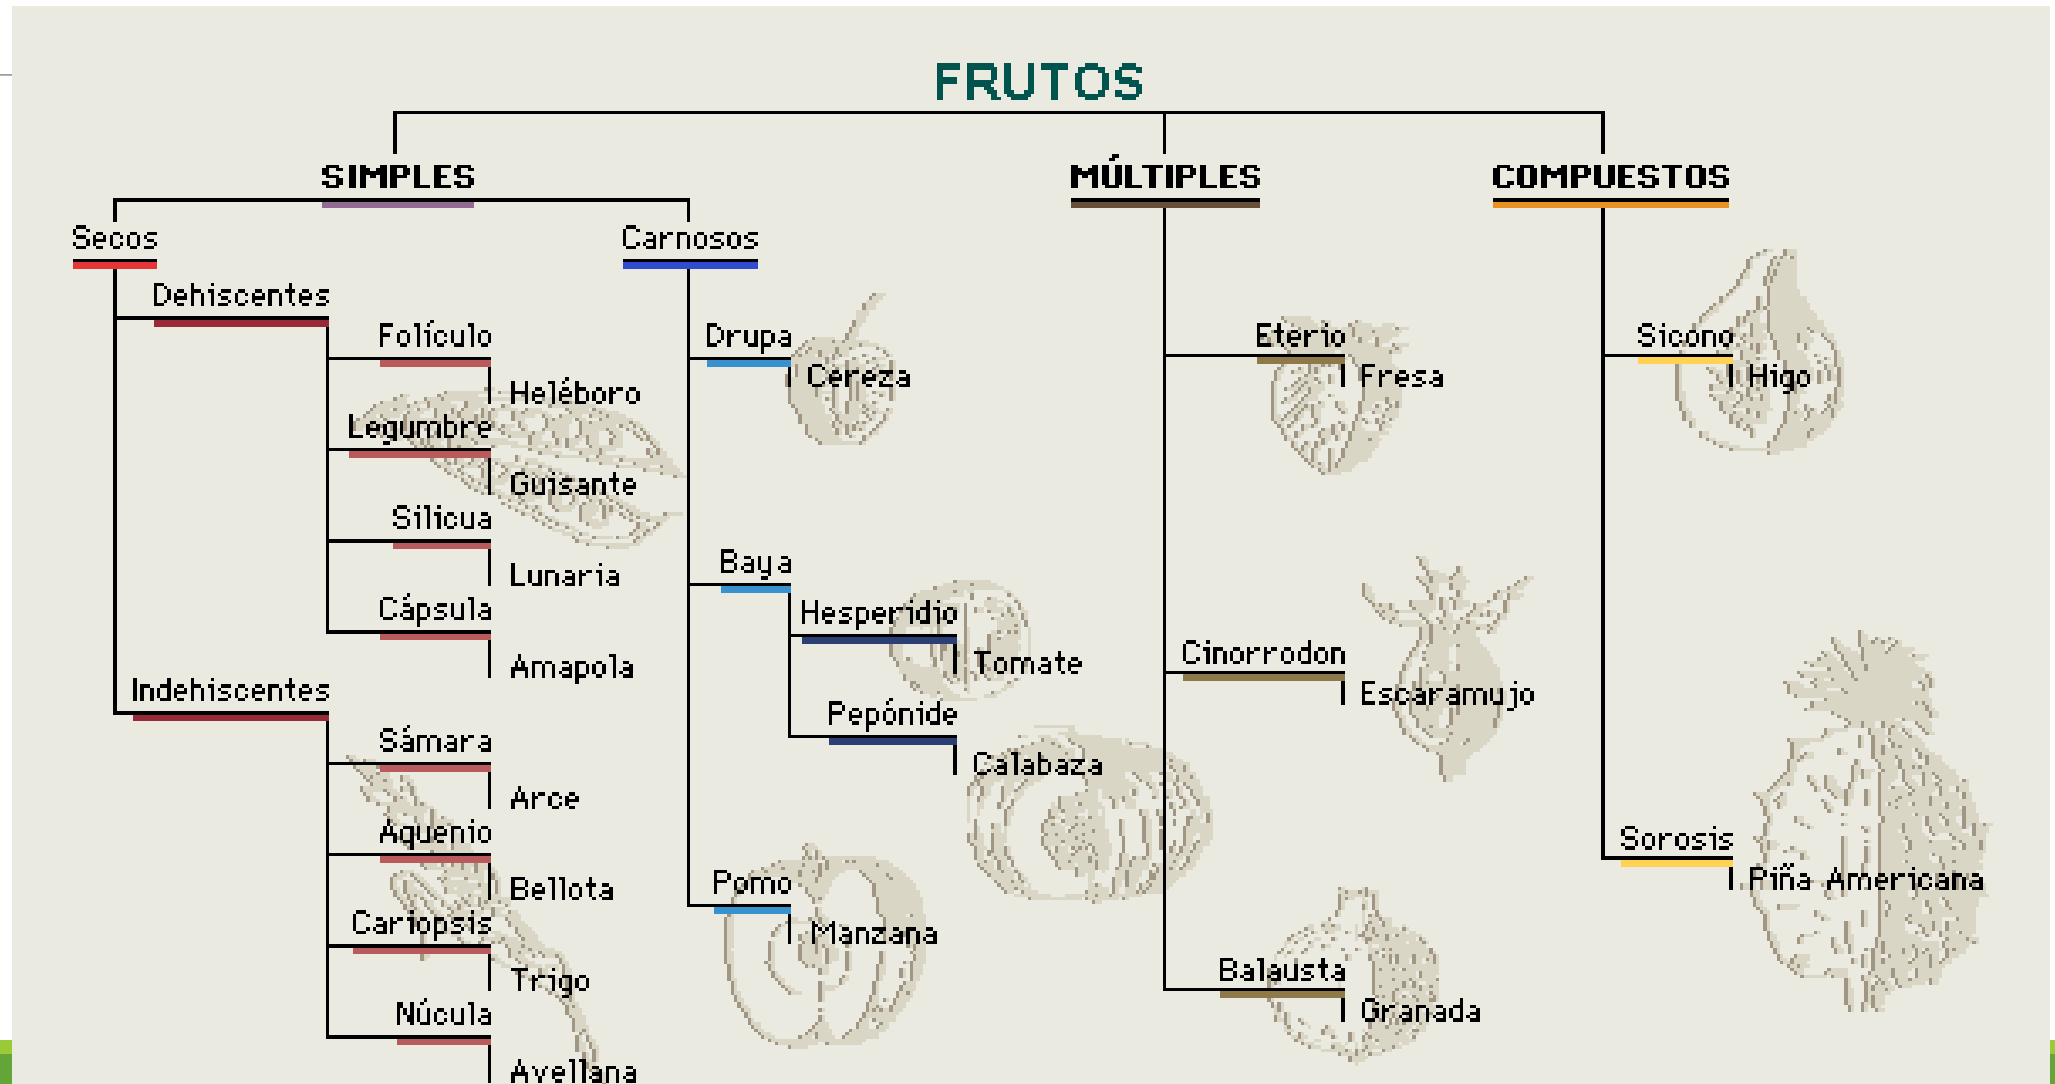 FRUTOS
SIMPLES
Secos
Dehiscentes
Folículo
Heléboro
Legumbre
Guisante
Silicua
Lunaria
Cápsula
Amapola
Indehiscentes
Sámara
Arce
Aquenio
Bellota
Cariopsis
Trigo
Núcula
Avellana
Carnosos
Drupa
Cereza
Baya
Hesperidio
Tomate
Pepónide
Calabaza
Pomo
Manzana
MÚLTIPLES
Eterio
Fresa
Cinorrodon
Escaramujo
Balausta
Granada
COMPUESTOS
Sicono
Higo
Sorosis
Piña Americana